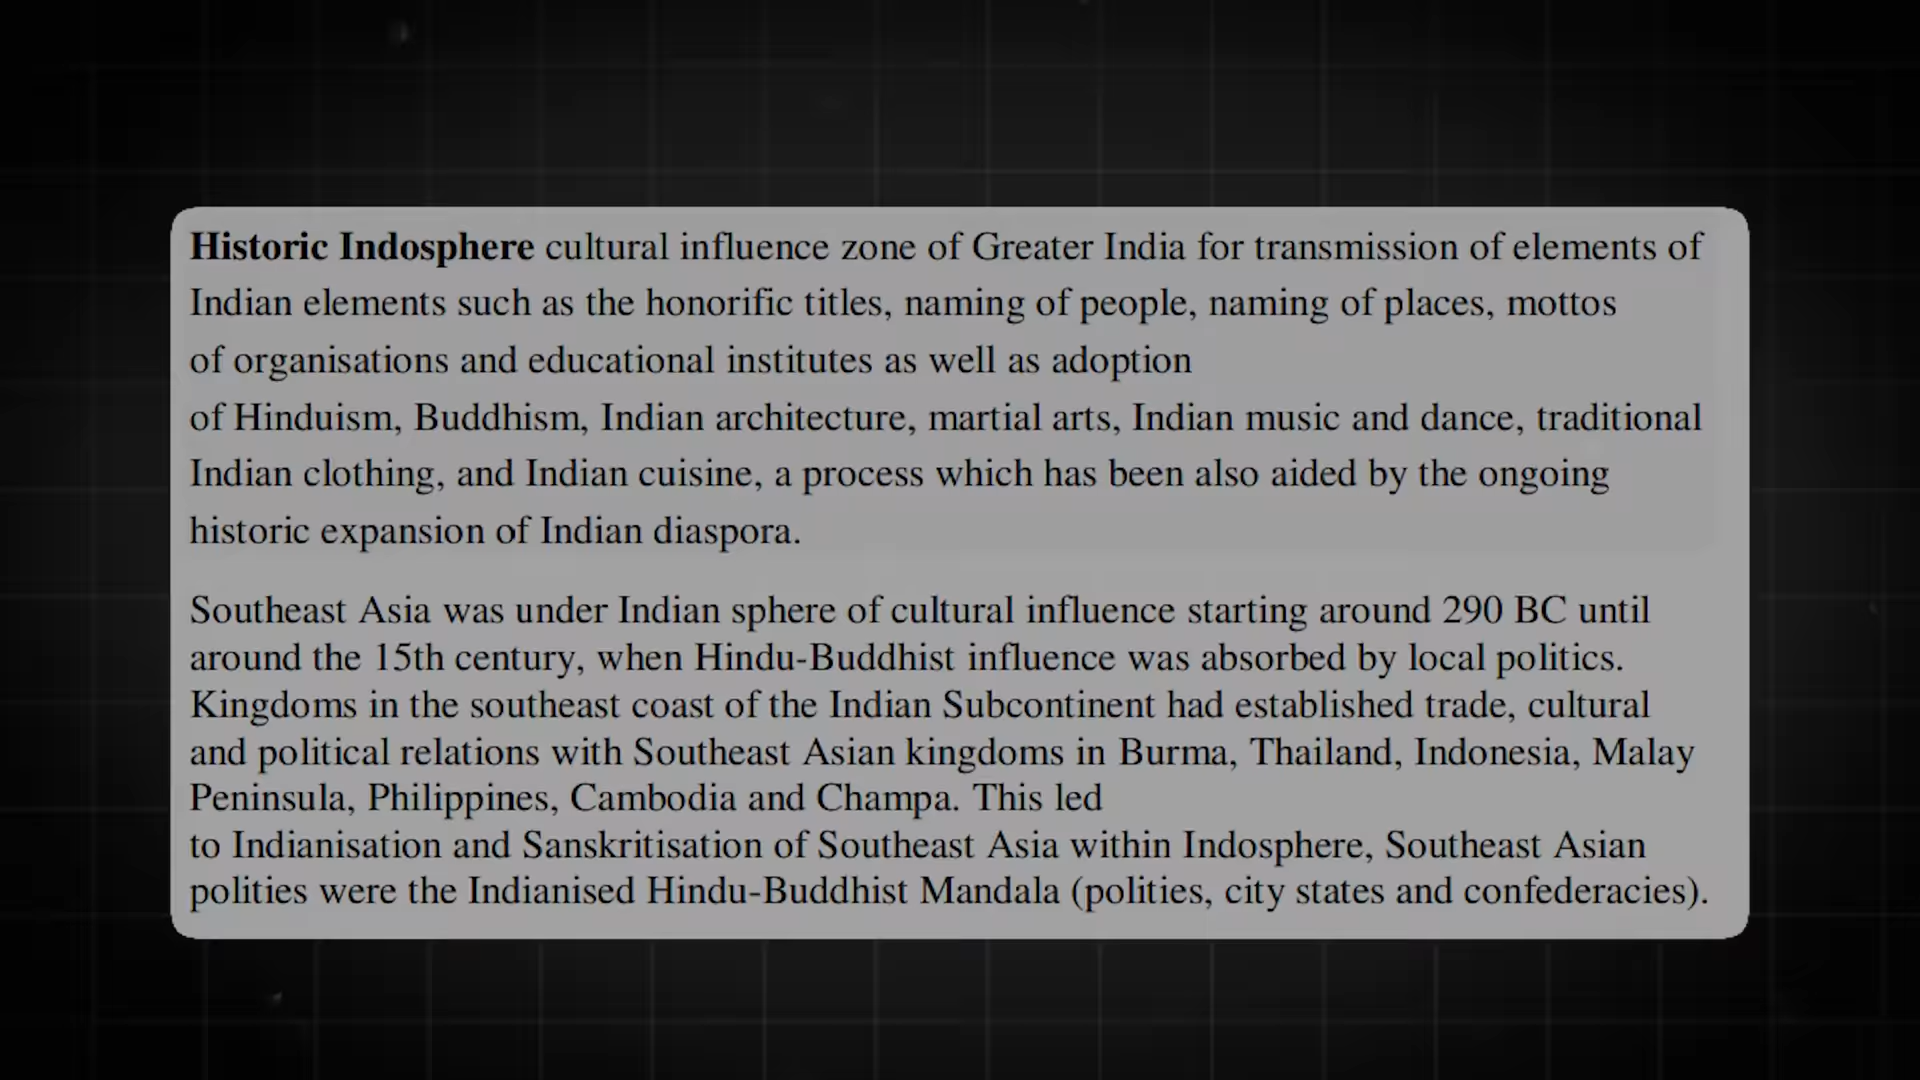 Historic Indosphere cultural influence zone of Greater India for transmission of elements of
Indian elements such as the honorific titles, naming of people, naming of places, mottos
of organisations and educational institutes as well as adoption
of Hinduism, Buddhism, Indian architecture, martial arts, Indian music and dance, traditional
Indian clothing, and Indian cuisine, a process which has been also aided by the ongoing
historic expansion of Indian diaspora.
Southeast Asia was under Indian sphere of cultural influence starting around 290 BC until
around the 15th century, when Hindu-Buddhist influence was absorbed by local politics.
Kingdoms in the southeast coast of the Indian Subcontinent had established trade, cultural
and political relations with Southeast Asian kingdoms in Burma, Thailand, Indonesia, Malay
Peninsula, Philippines, Cambodia and Champa. This led
to Indianisation and Sanskritisation of Southeast Asia within Indosphere, Southeast Asian
polities were the Indianised Hindu-Buddhist Mandala (polities, city states and confederacies).